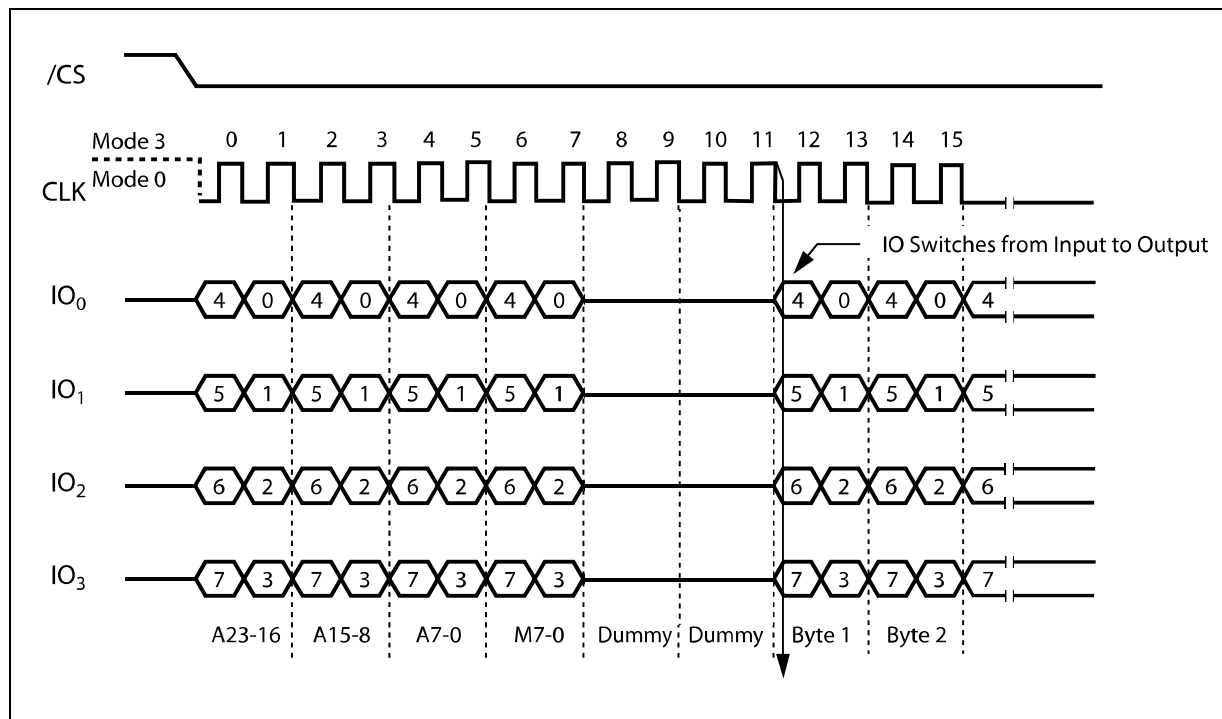 /CS
Mode 3
0 1 2 3 4 5 6 7 8 9 10 11 12 13 14 15
Mode 0
CLK
IO Switches from Input to Output
IO0 4 0 4 0 4 0 4 0 4 0 4 0 4
IO1 5 1 5 1 5 1 5 1 5 1 5 1 5
IO2 6 2 6 2 6 2 6 2 6 2 6 2 6
IO3 7 3 7 3 7 3 7 3 7 3 7 3 7
A23-16 A15-8 A7-0 M7-0 Dummy Dummy Byte 1 Byte 2